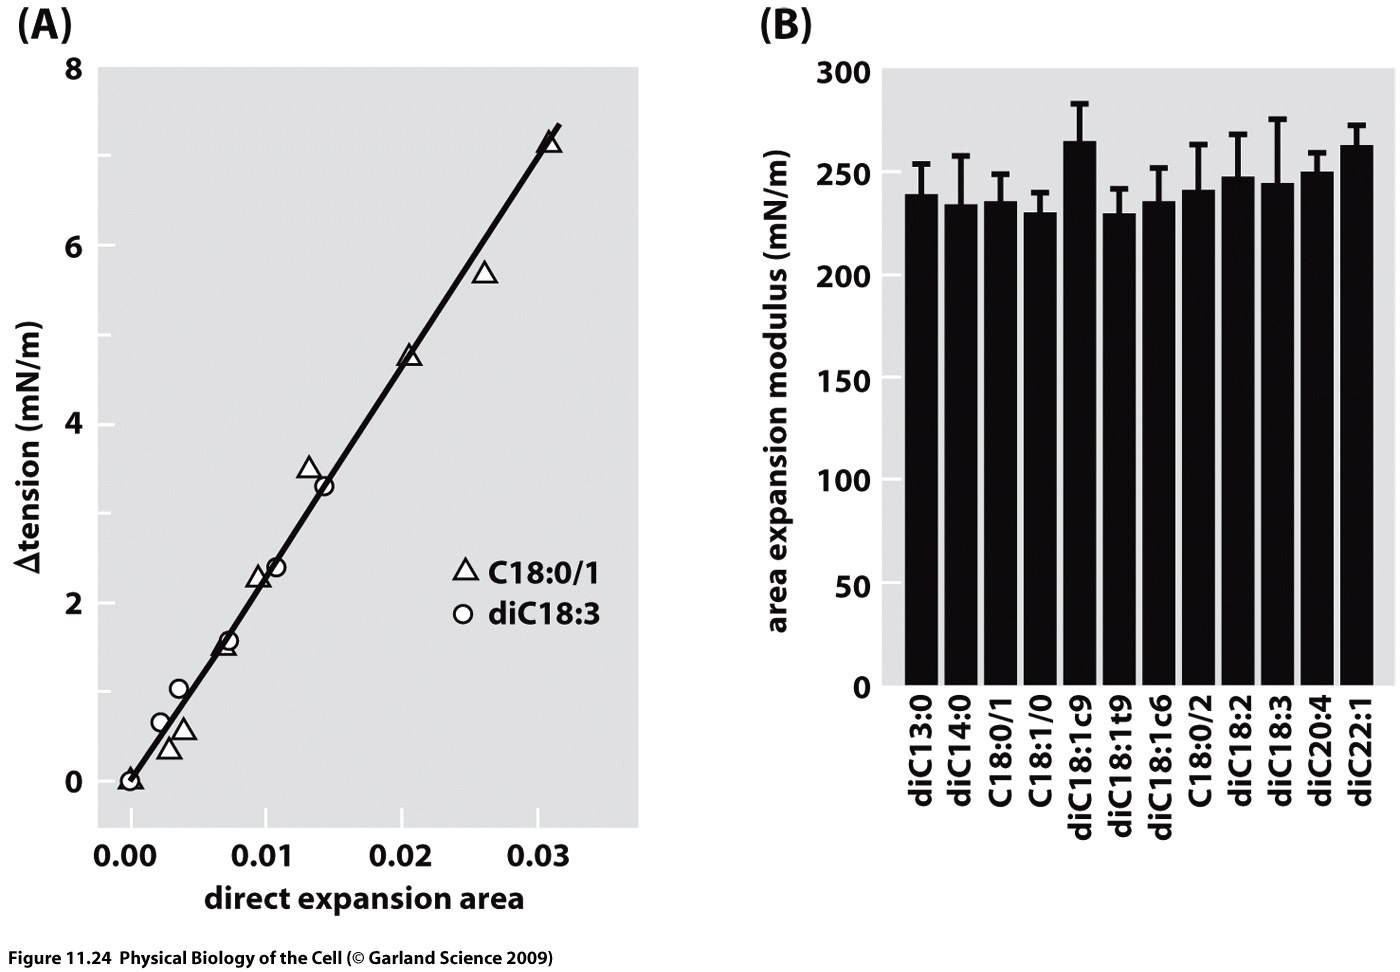 (A)
8
6
4
2
0
Δtension (mN/m)
0.00 0.01 0.02 0.03
direct expansion area
C18:0/1
diC18:3
(B)
300
250
200
150
100
50
0
area expansion modulus (mN/m)
diC13:0
diC14:0
C18:0/1
C18:1/0
diC18:1c9
diC18:1t9
diC18:1c6
C18:0/2
diC18:2
diC18:3
diC20:4
diC22:1
Figure 11.24 Physical Biology of the Cell (© Garland Science 2009)